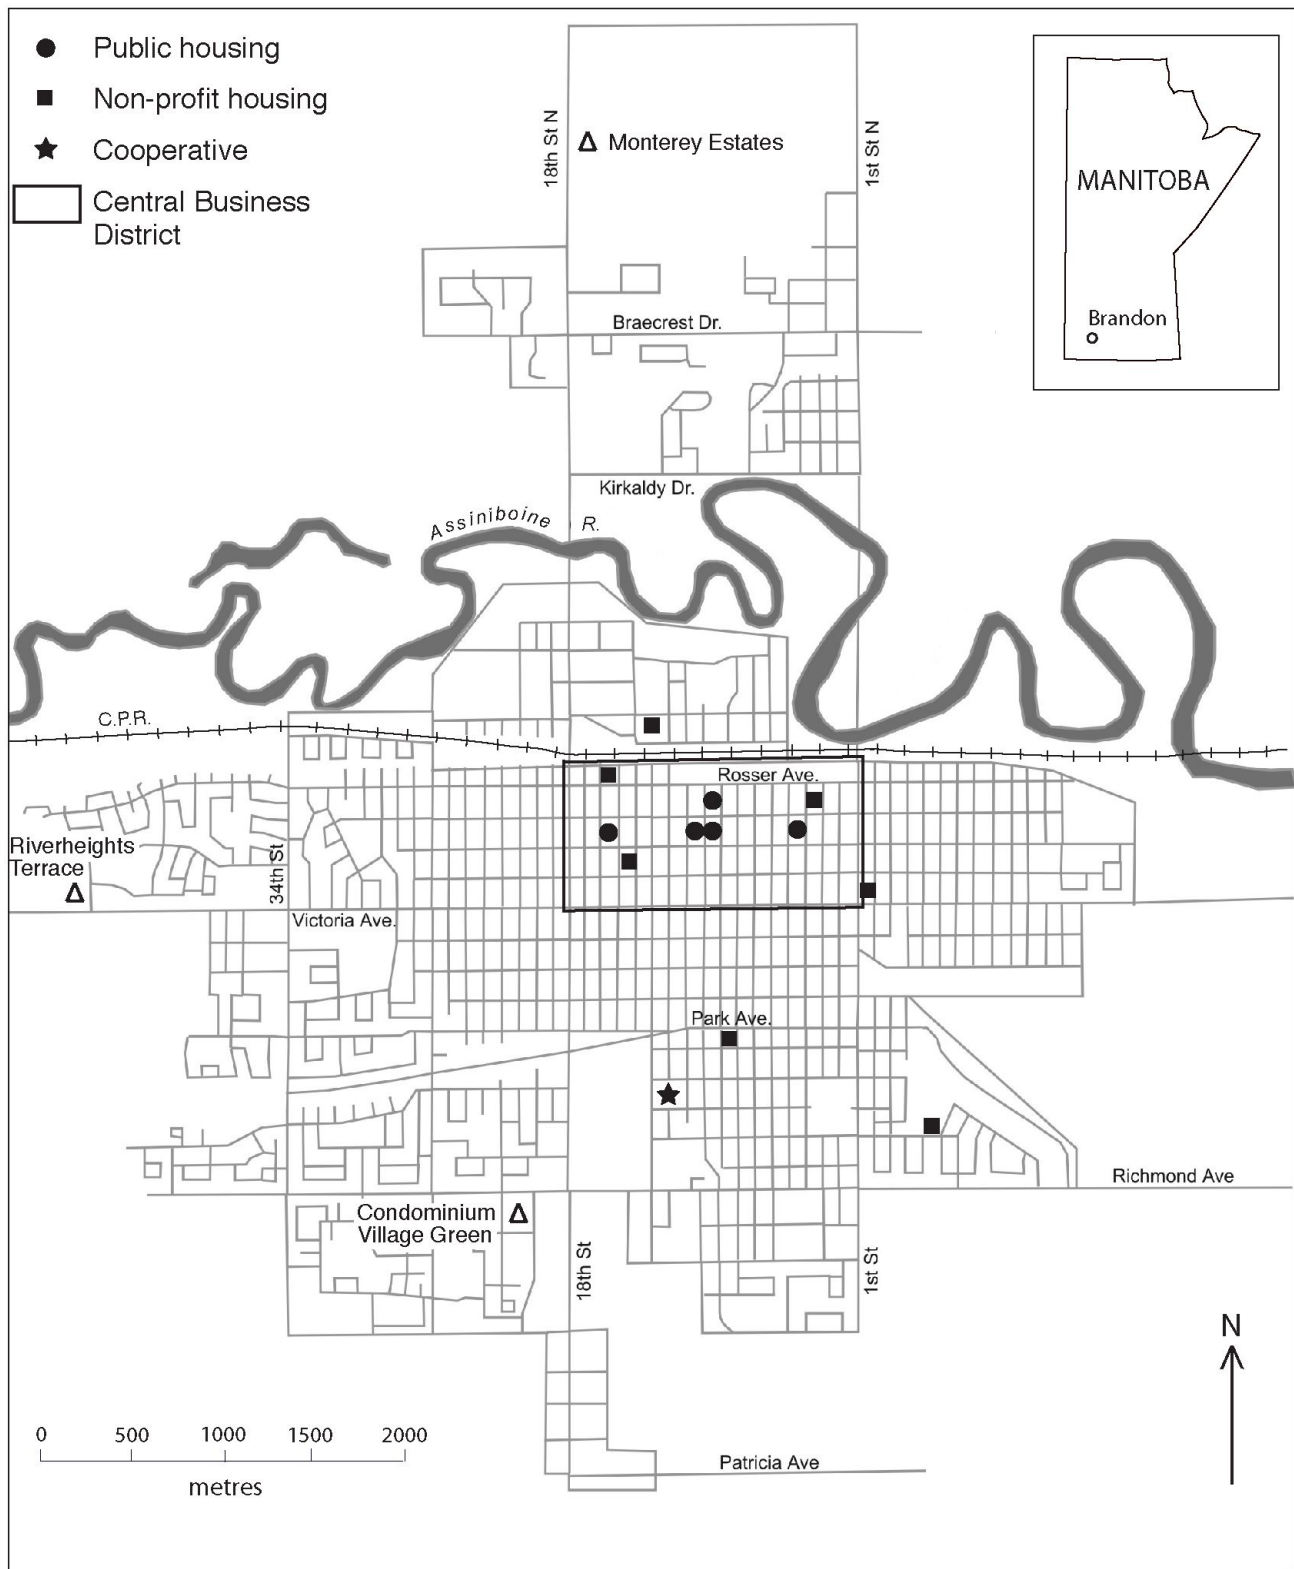 Public housing
Non-profit housing
Cooperative
Central Business
District
18th St N
Δ Monterey Estates
1st St N
MANITOBA
Brandon
Braecrest Dr.
Kirkaldy Dr.
Assiniboine R.
C.P.R.
Rosser Ave.
Riverheights
Terrace
Δ
34th St
Victoria Ave.
Park Ave.
Richmond Ave
Condominium Δ
Village Green
18th St
1st St
N
0 500 1000 1500 2000
metres
Patricia Ave